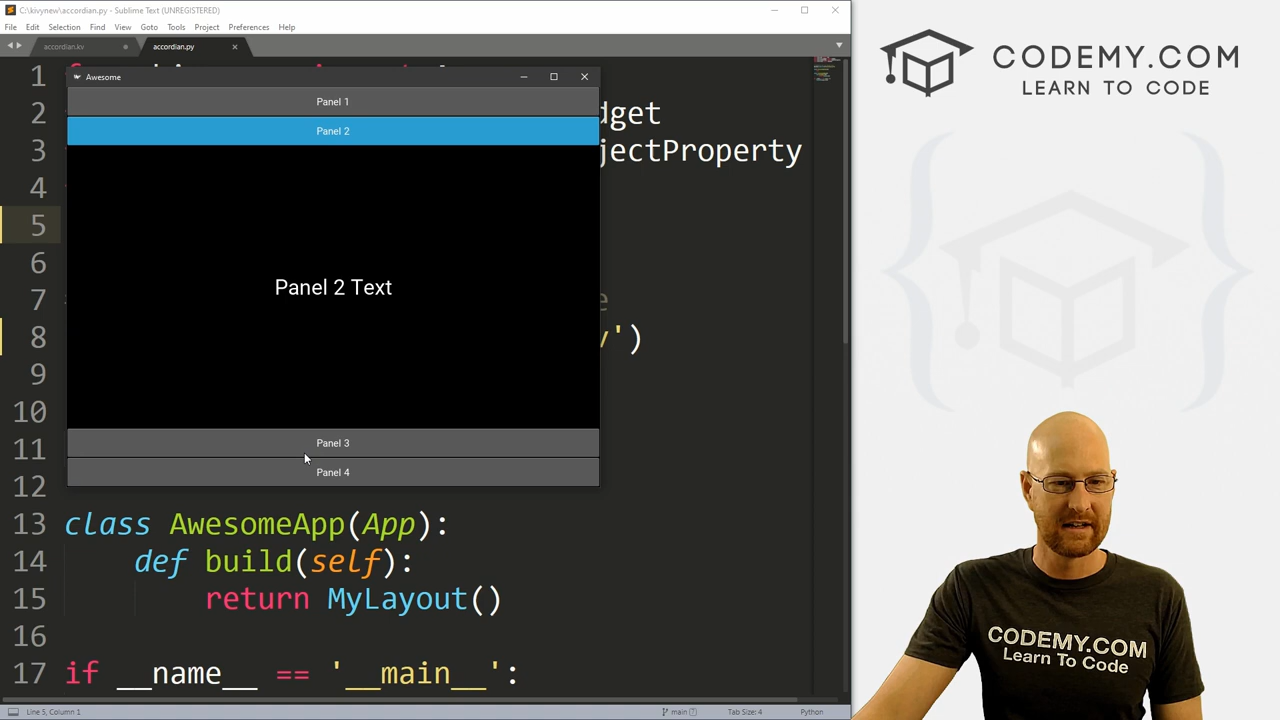 C:\kivynew\accordian.py - Sublime Text (UNREGISTERED)
File Edit Selection Find View Goto Tools Project Preferences Help
accordian.kv
accordian.py
Awesome
Panel 1
Panel 2
Panel 2 Text
Panel 3
Panel 4
1
2
3 jectProperty
4
5
6
7
8 ')
9
10
11
12
13 class AwesomeApp(App):
14 def build(self):
15 return MyLayout()
16
17 if __name__ == '__main__':
Line 5, Column 1
main
Tab Size: 4
Python
CODEMY.COM
LEARN TO CODE
CODEMY.COM
Learn To Code